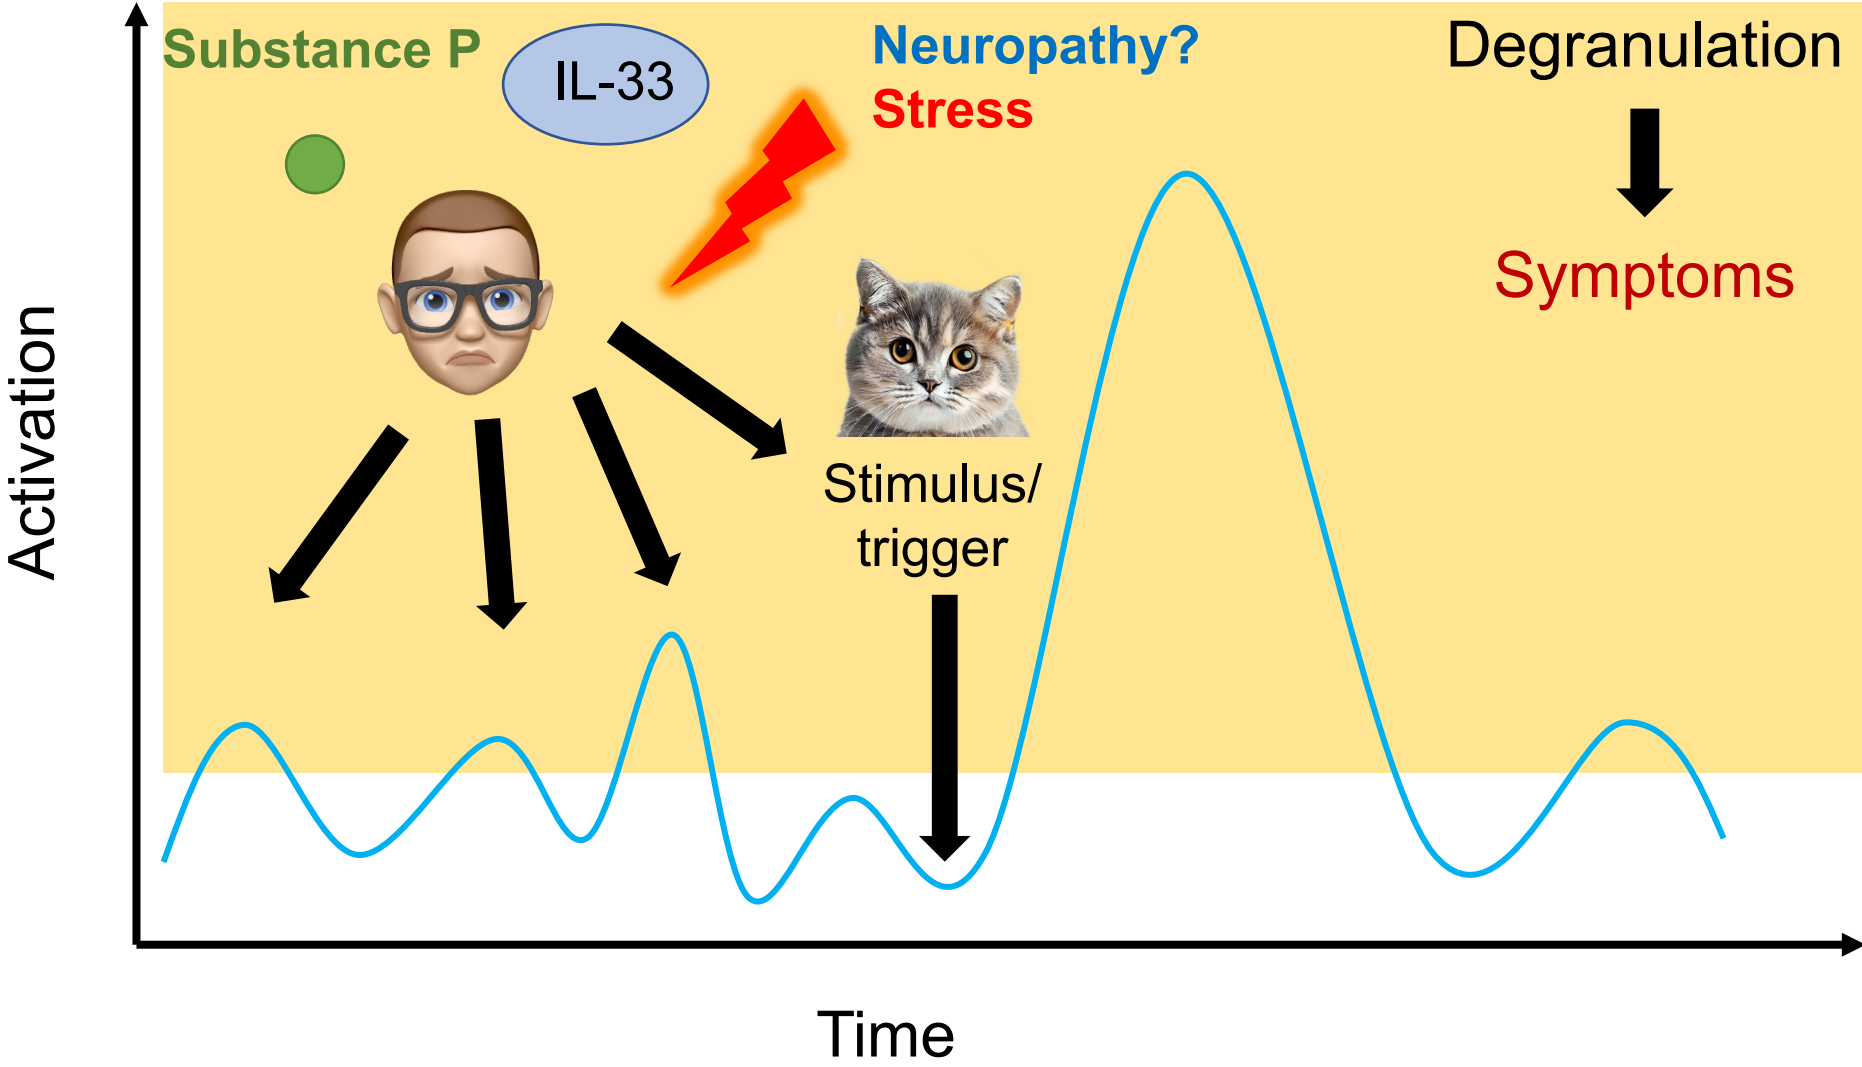 Substance P
IL-33
Neuropathy?
Stress
Degranulation
Symptoms
Stimulus/
trigger
Activation
Time